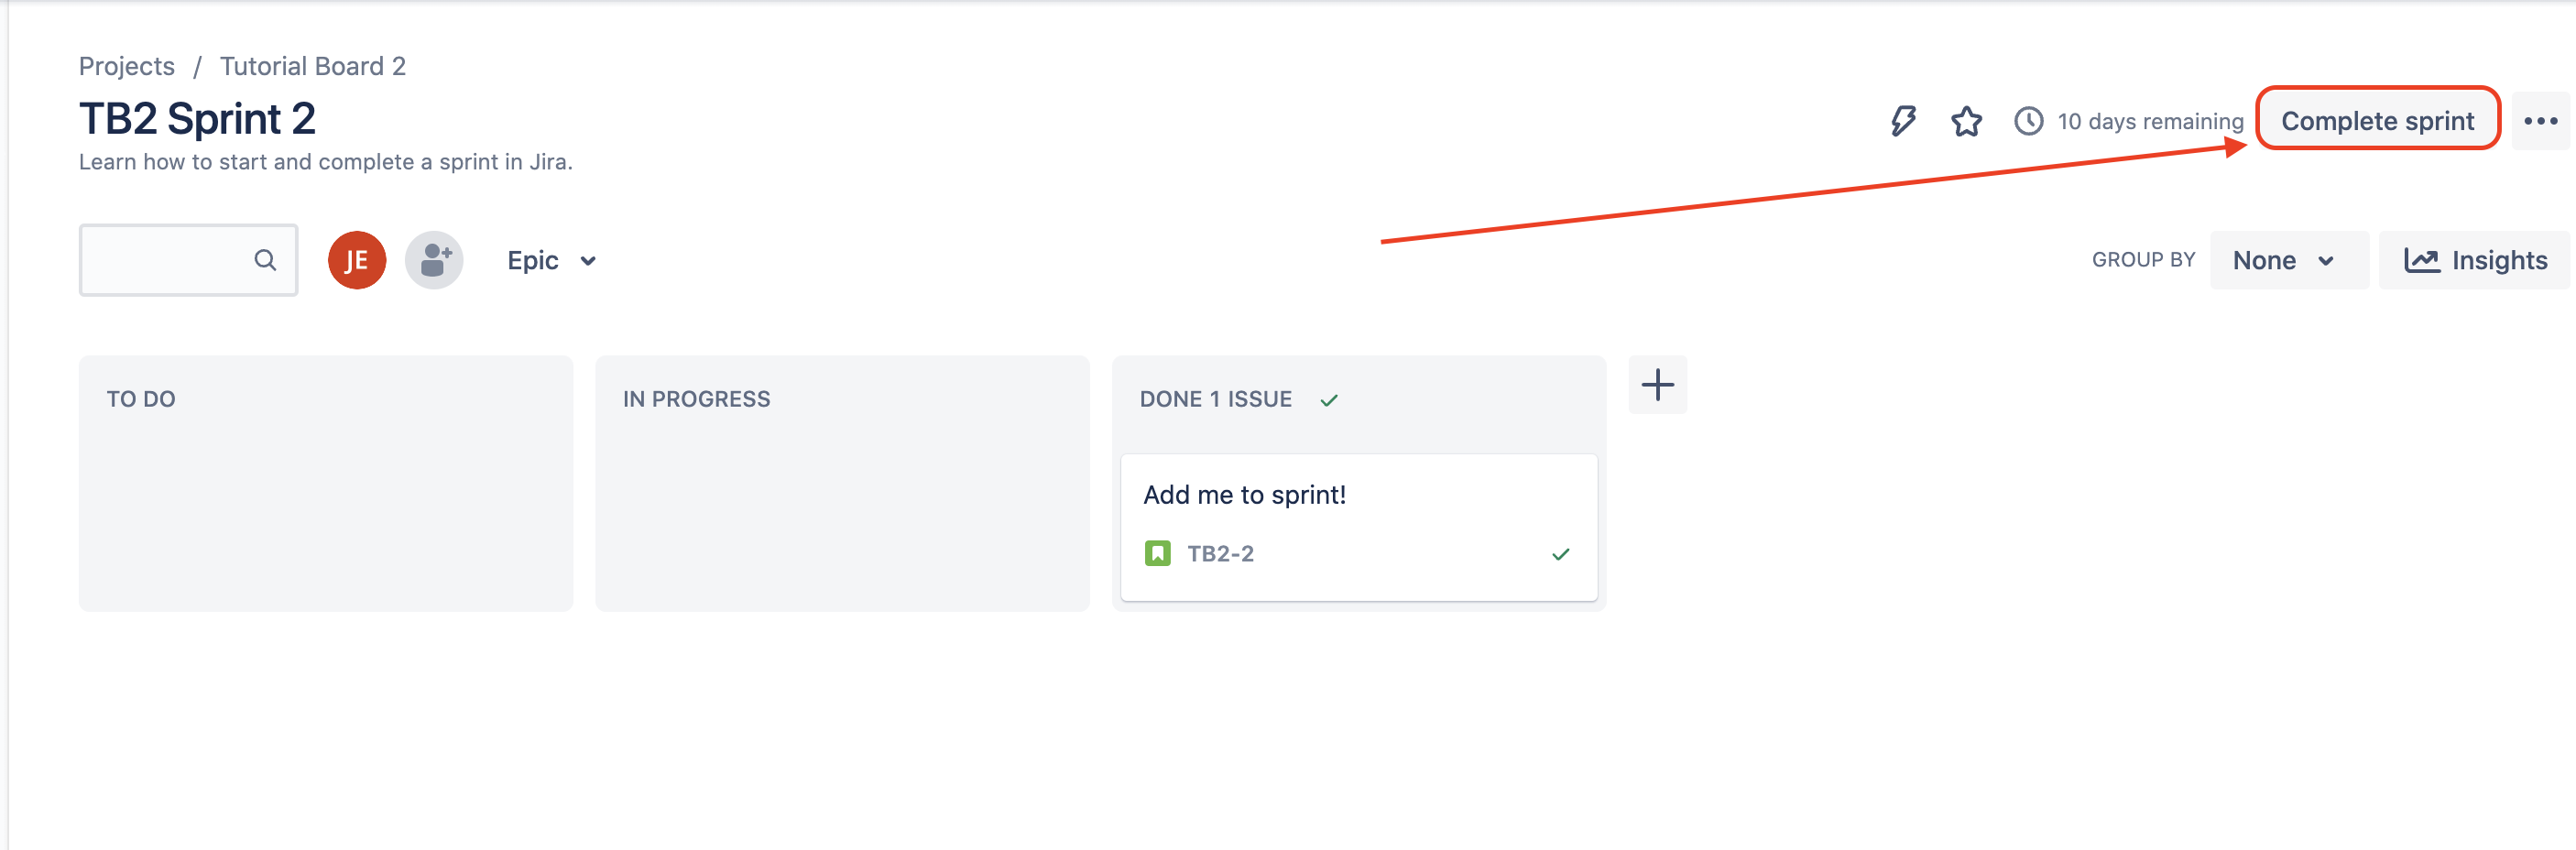 Projects / Tutorial Board 2
TB2 Sprint 2
10 days remaining
Complete sprint
Learn how to start and complete a sprint in Jira.
JE
Epic
GROUP BY
None
Insights
TO DO
IN PROGRESS
DONE 1 ISSUE
Add me to sprint!
TB2-2